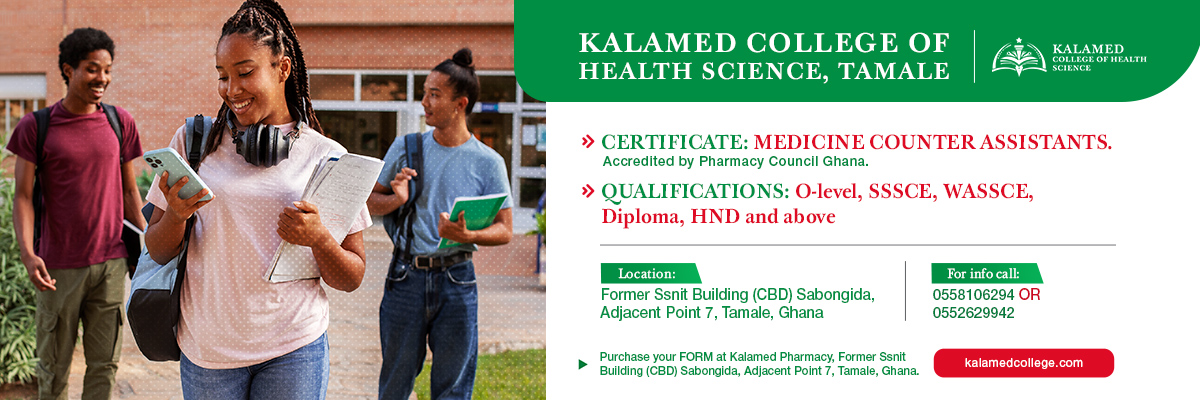 KALAMED COLLEGE OF
HEALTH SCIENCE, TAMALE
KALAMED
COLLEGE OF HEALTH
SCIENCE
CERTIFICATE: MEDICINE COUNTER ASSISTANTS.
Accredited by Pharmacy Council Ghana.
QUALIFICATIONS: O-level, SSSCE, WASSCE,
Diploma, HND and above
Location:
Former Ssnit Building (CBD) Sabongida,
Adjacent Point 7, Tamale, Ghana
For info call:
0558106294 OR
0552629942
Purchase your FORM at Kalamed Pharmacy, Former Ssnit
Building (CBD) Sabongida, Adjacent Point 7, Tamale, Ghana.
kalamedcollege.com